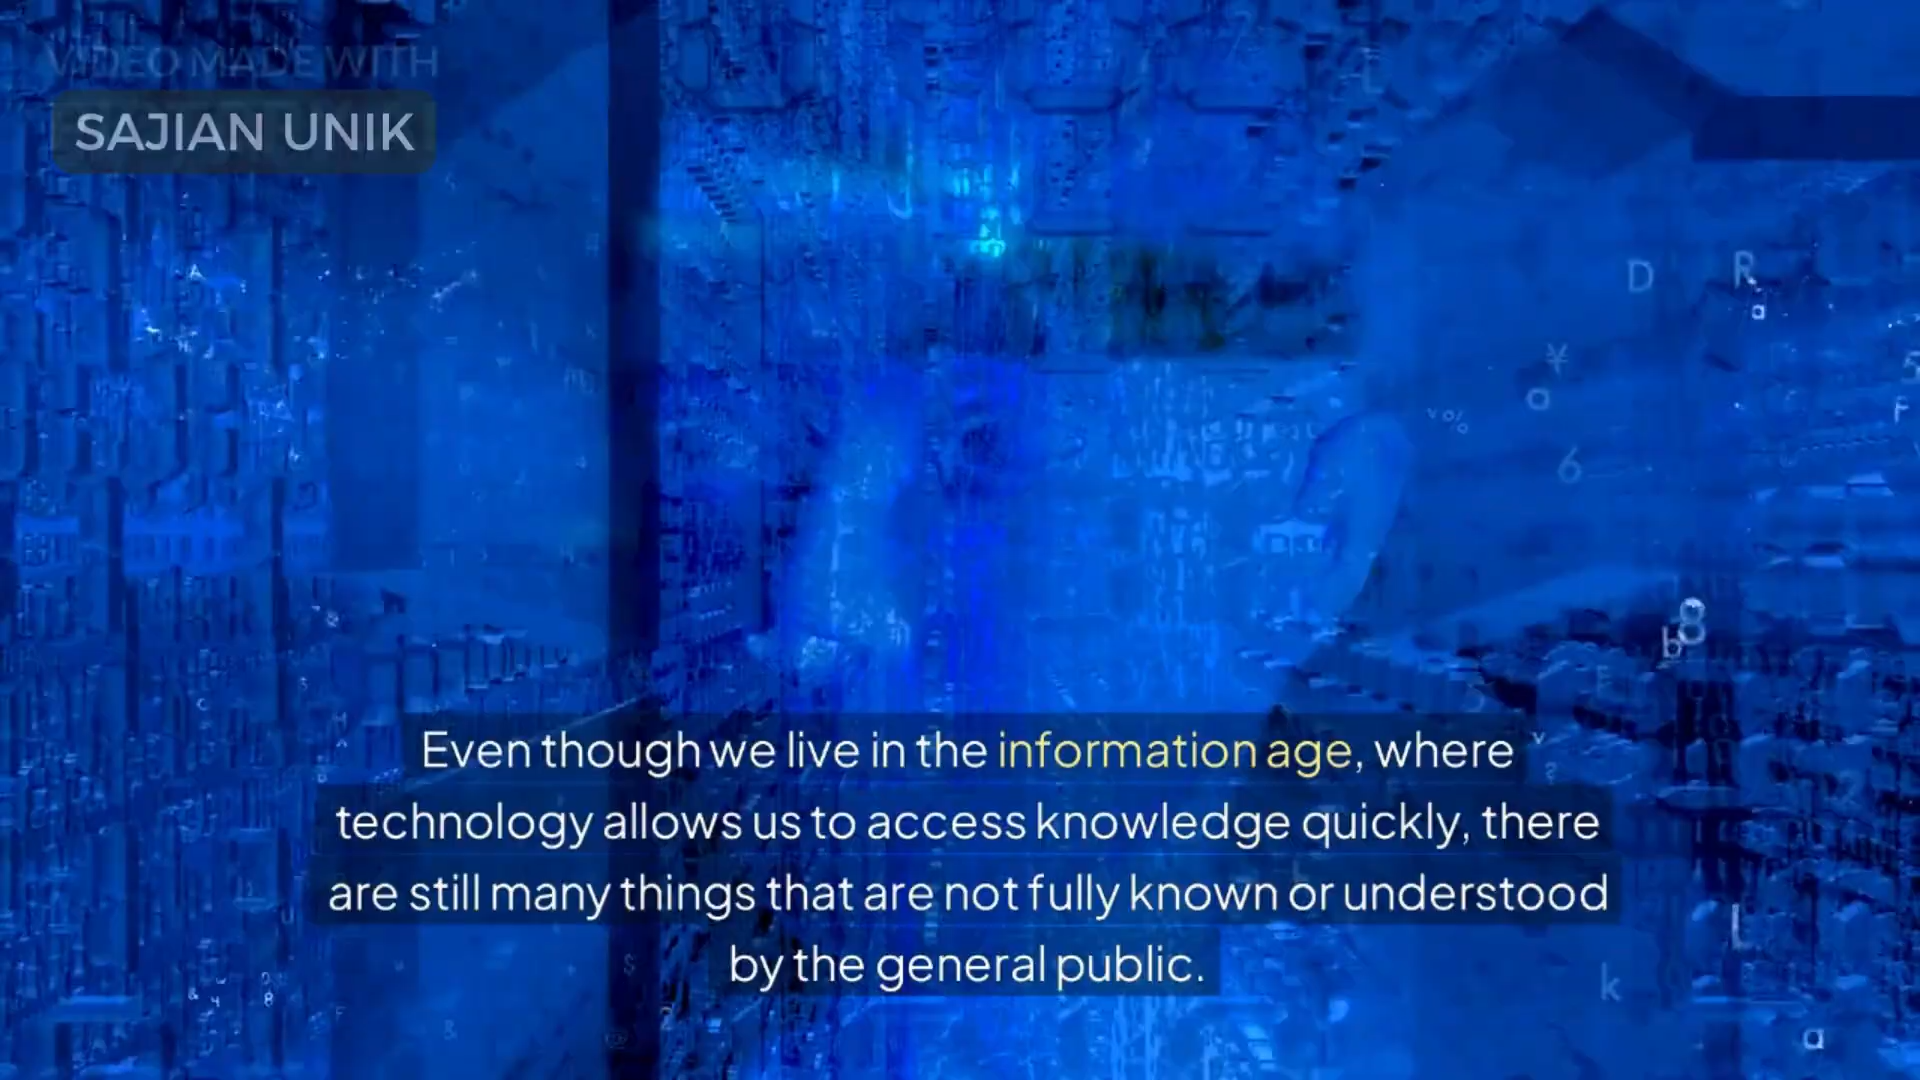 VIDEO MADE WITH
SAJIAN UNIK
Even though we live in the information age, where
technology allows us to access knowledge quickly, there
are still many things that are not fully known or understood
by the general public.